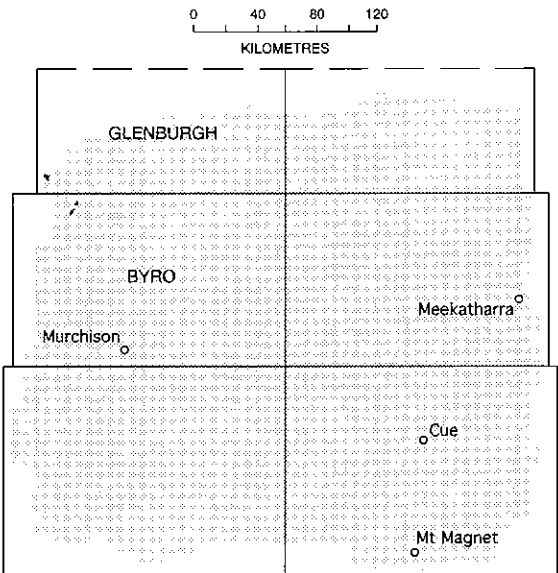 0 40 80 120
KILOMETRES
GLENBURGH
BYRO
Meekatharra
Murchison
Cue
Mt Magnet